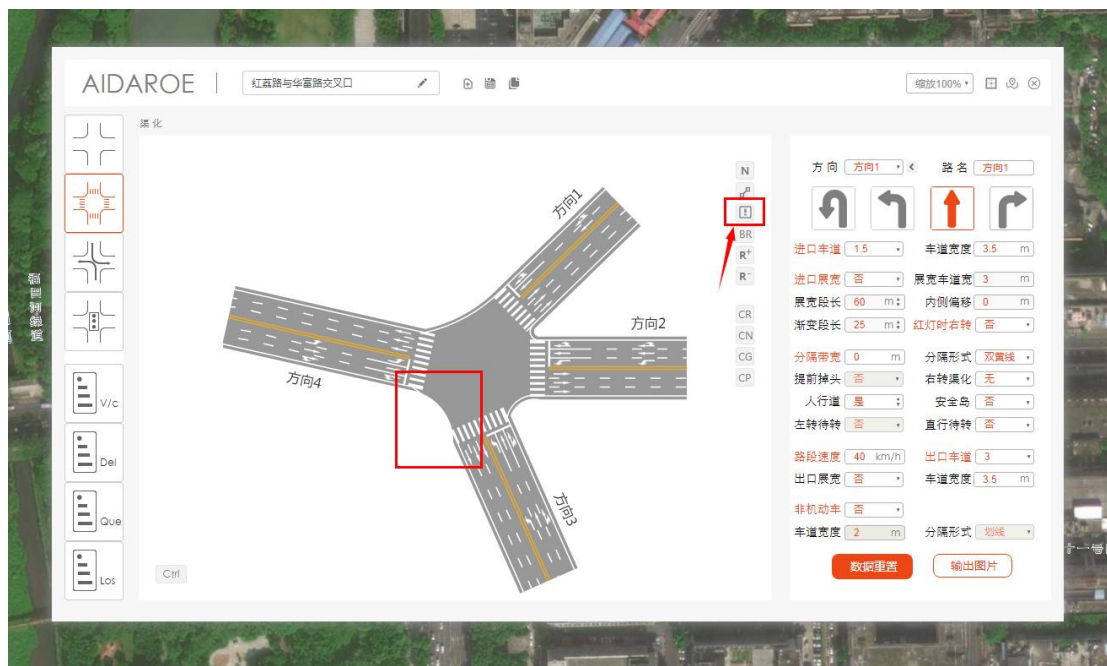 AIDAROE
红荔路与华富路交叉口
缩放100%
渠化
方向1
方向2
方向3
方向4
N
BR
R+
R-
CR
CN
CG
CP
V/c
Del
Que
Los
Ctrl
方向 方向1 路名 方向1
进口车道 1.5 车道宽度 3.5 m
进口展宽 否 展宽车道宽 3 m
展宽段长 60 m 内侧偏移 0 m
渐变段长 25 m 红灯时右转 否
分隔带宽 0 m 分隔形式 双黄线
提前掉头 否 右转渠化 无
人行道 是 安全岛 否
左转待转 否 直行待转 否
路段速度 40 km/h 出口车道 3
出口展宽 否 车道宽度 3.5 m
非机动车 否
车道宽度 2 m 分隔形式 划线
数据重置 输出图片